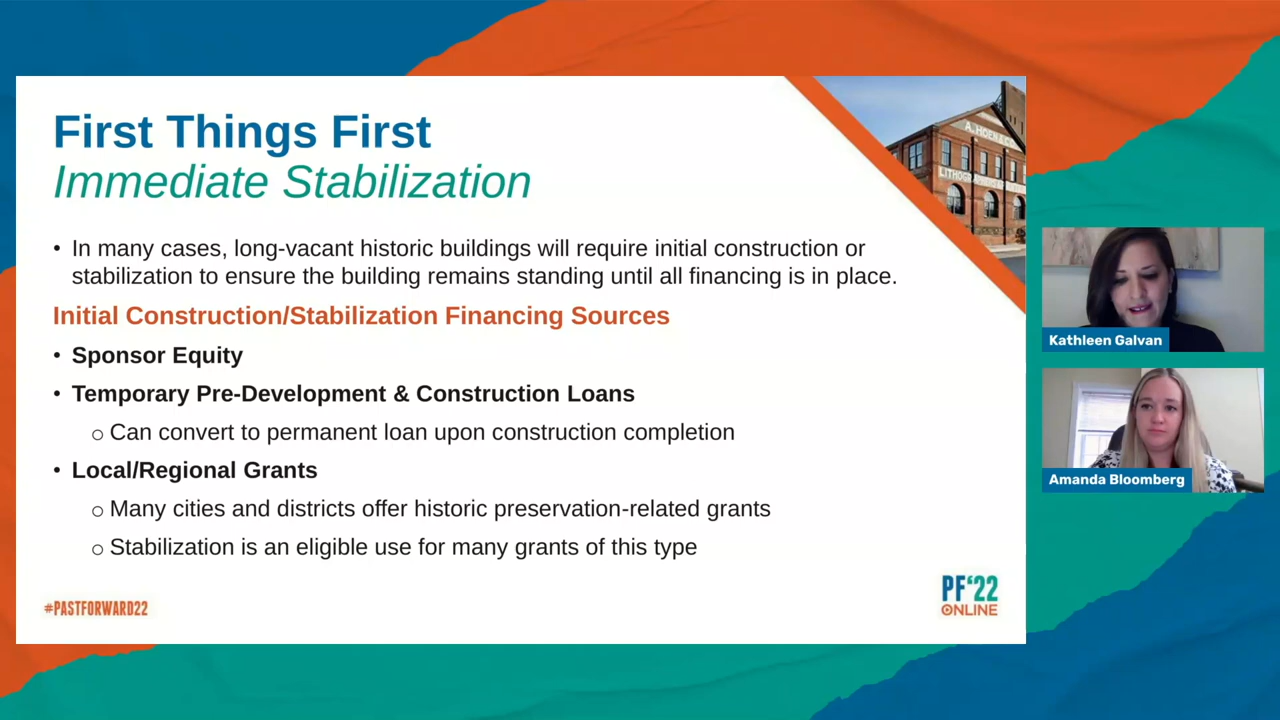 First Things First
Immediate Stabilization
• In many cases, long-vacant historic buildings will require initial construction or
stabilization to ensure the building remains standing until all financing is in place.
Initial Construction/Stabilization Financing Sources
• Sponsor Equity
• Temporary Pre-Development & Construction Loans
o Can convert to permanent loan upon construction completion
• Local/Regional Grants
o Many cities and districts offer historic preservation-related grants
o Stabilization is an eligible use for many grants of this type
#PASTFORWARD22
PF‘22
ONLINE
A. HOEN & CO
LITHOGRAPHERS
Kathleen Galvan
Amanda Bloomberg